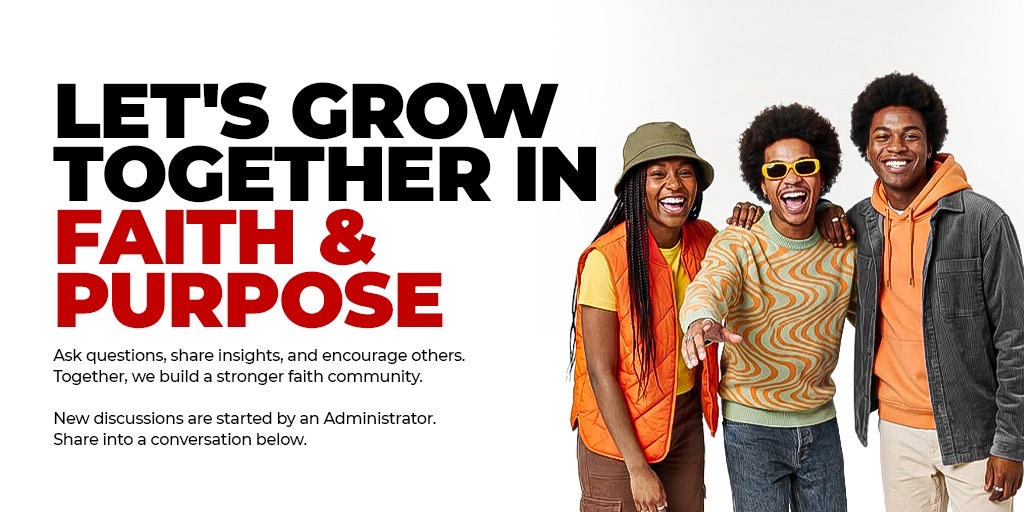 LET'S GROW
TOGETHER IN
FAITH &
PURPOSE
Ask questions, share insights, and encourage others.
Together, we build a stronger faith community.
New discussions are started by an Administrator.
Share into a conversation below.